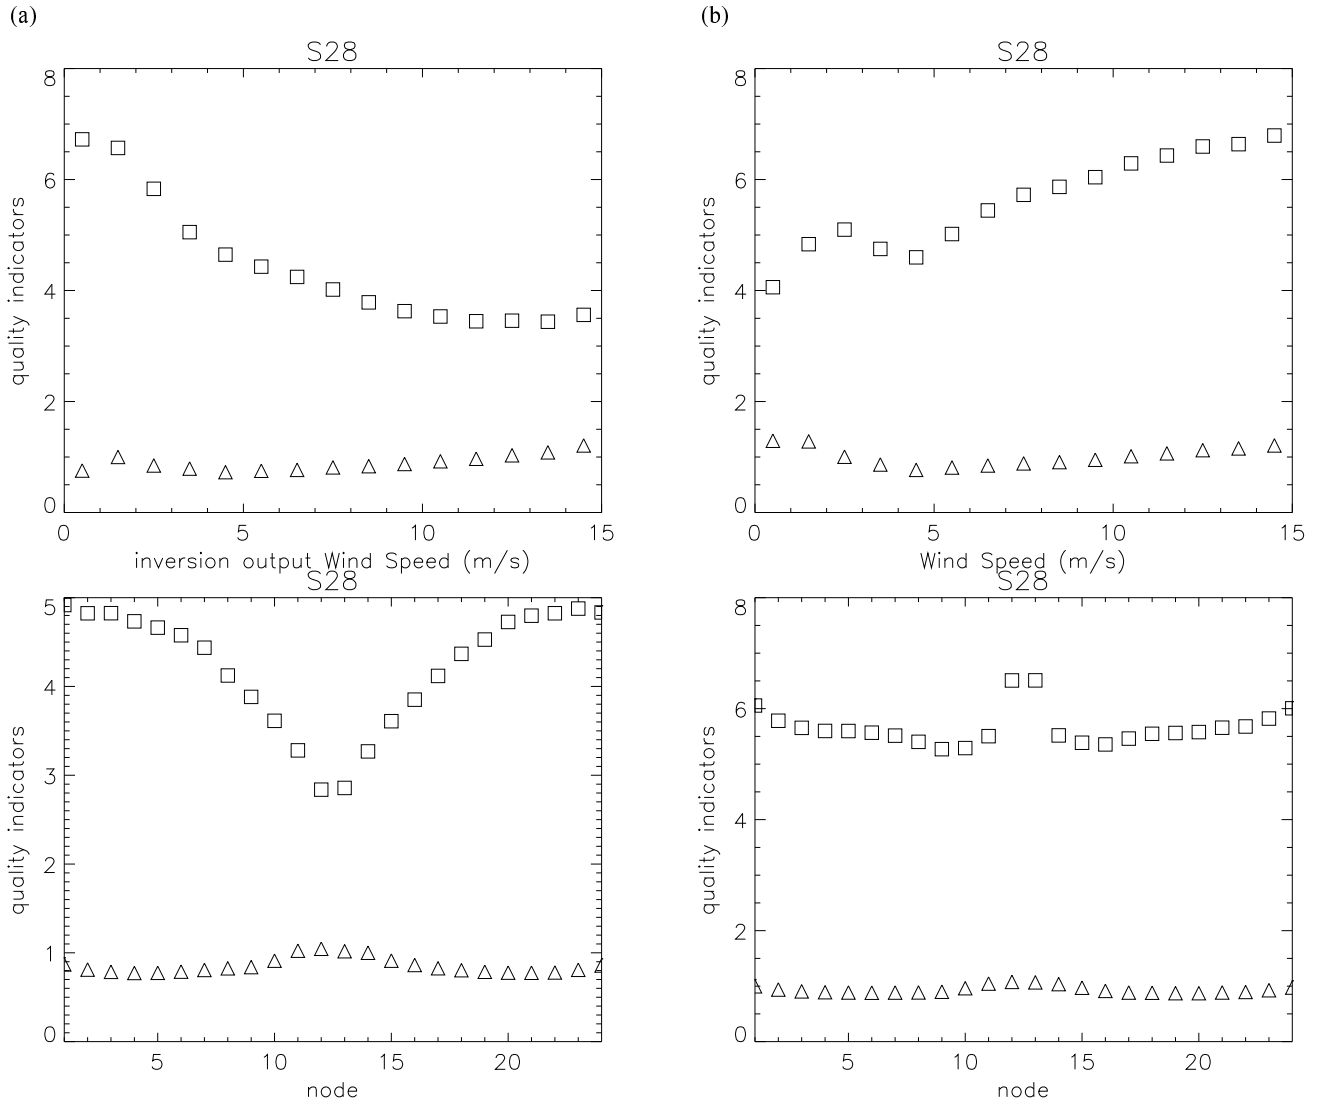 (a)
S28
quality indicators
8
6
4
2
0
0 5 10 15
inversion output Wind Speed (m/s)
(b)
S28
quality indicators
8
6
4
2
0
0 5 10 15
Wind Speed (m/s)
S28
quality indicators
5
4
3
2
1
0
5 10 15 20
node
S28
quality indicators
8
6
4
2
0
5 10 15 20
node